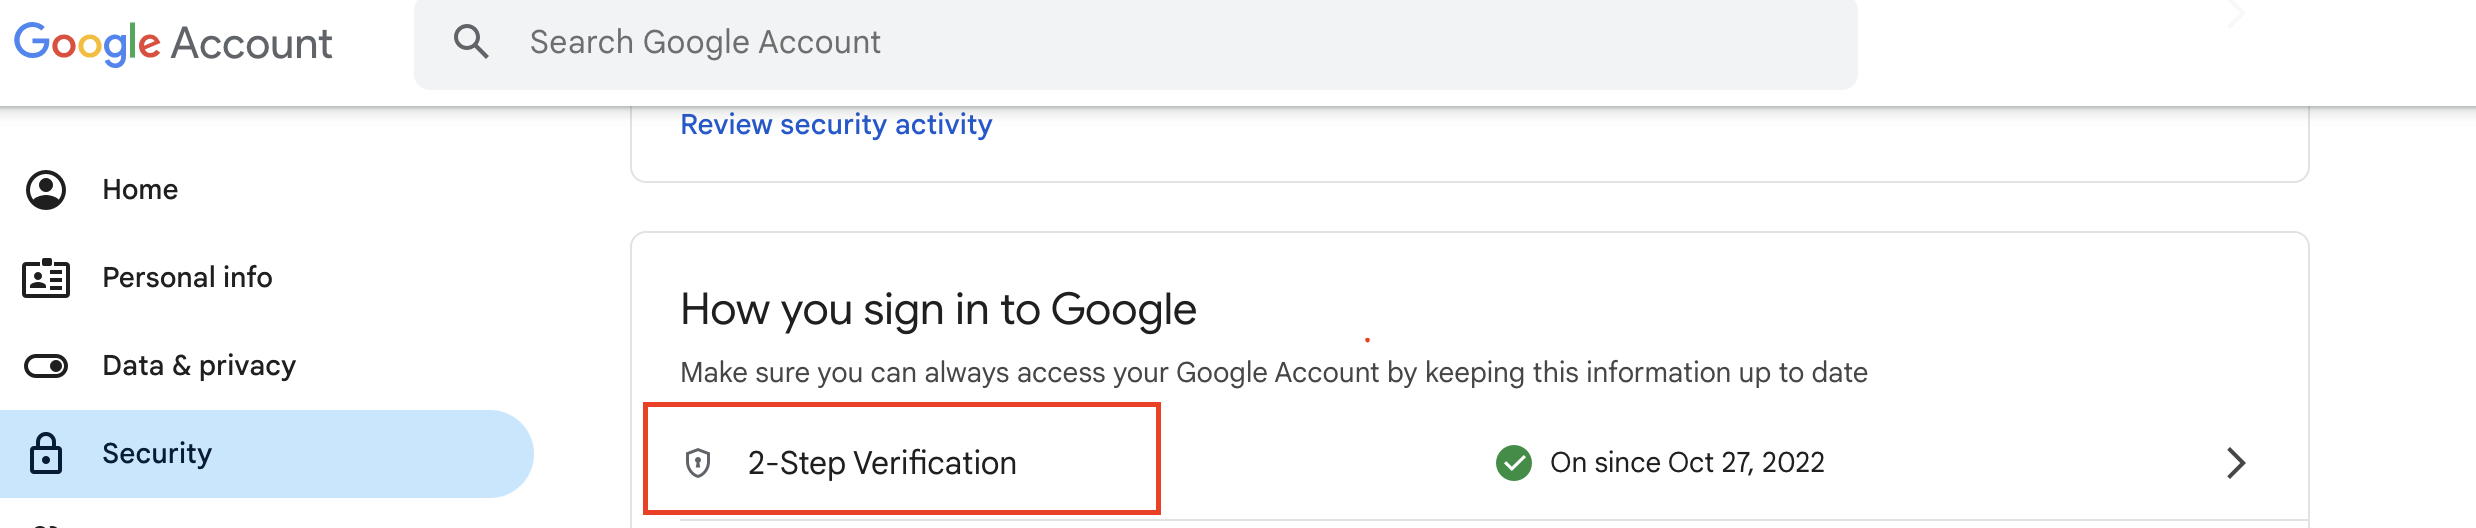 Google Account
Search Google Account
Review security activity
Home
Personal info
Data & privacy
Security
How you sign in to Google
Make sure you can always access your Google Account by keeping this information up to date
2-Step Verification
On since Oct 27, 2022